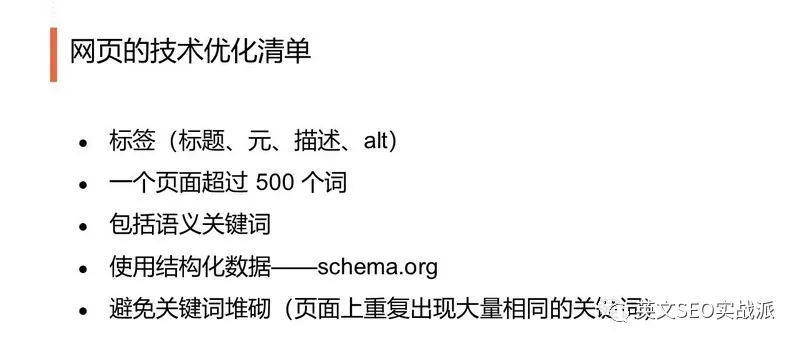 网页的技术优化清单
• 标签（标题、元、描述、alt）
• 一个页面超过 500 个词
• 包括语义关键词
• 使用结构化数据——schema.org
• 避免关键词堆砌（页面上重复出现大量相同的关键词）
英文SEO实战派